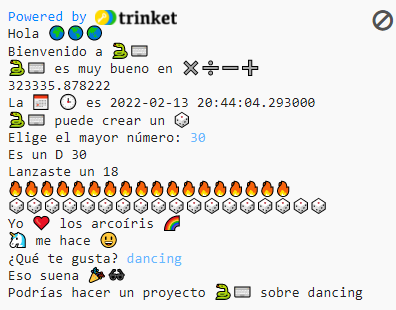 Powered by trinket
Hola 🌍🌎🌏
Bienvenido a 🐍⌨️
🐍⌨️ es muy bueno en ✖️➗➖➕
323335.878222
La 📅 🕒 es 2022-02-13 20:44:04.293000
🐍⌨️ puede crear un 🎲
Elige el mayor número: 30
Es un D 30
Lanzaste un 18
🔥🔥🔥🔥🔥🔥🔥🔥🔥🔥🔥🔥🔥🔥🔥🔥🔥🔥
🎲🎲🎲🎲🎲🎲🎲🎲🎲🎲🎲🎲🎲🎲🎲🎲🎲🎲
Yo ❤️ los arcoíris 🌈
🦄 me hace 😃
¿Qué te gusta? dancing
Eso suena 🎉🕶️
Podrías hacer un proyecto 🐍⌨️ sobre dancing